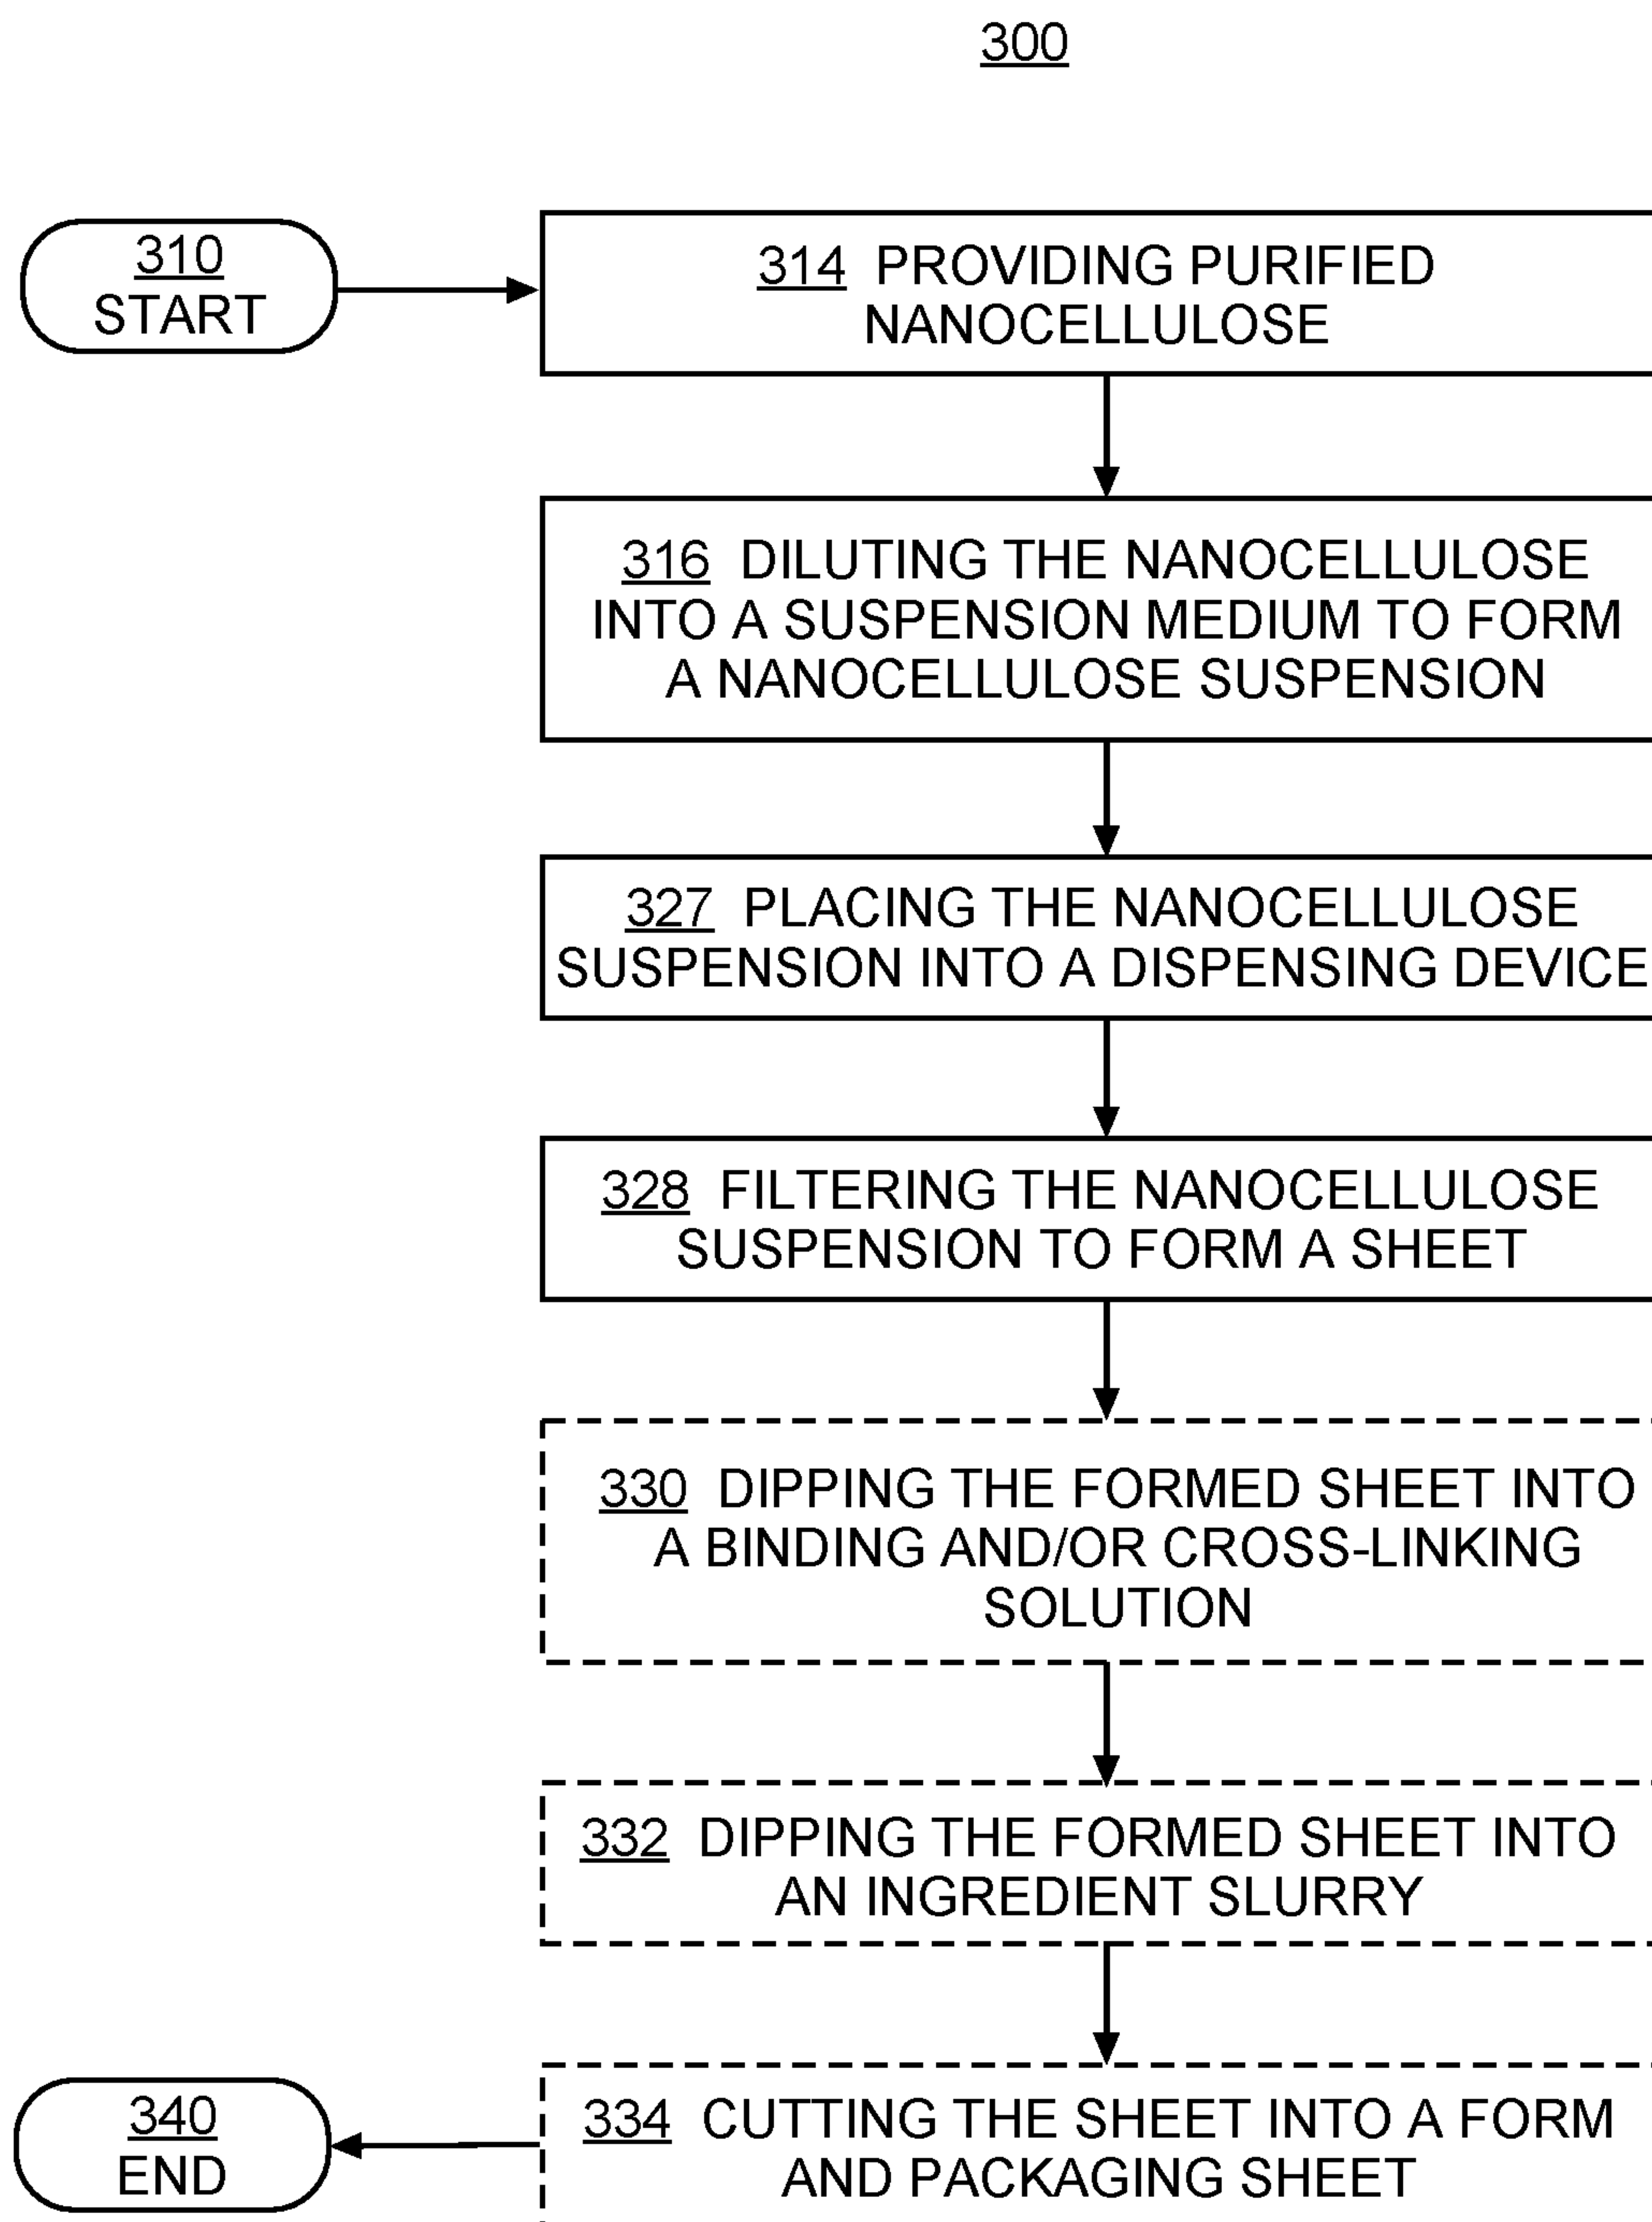 300
310
START
314 PROVIDING PURIFIED
NANOCELLULOSE
316 DILUTING THE NANOCELLULOSE
INTO A SUSPENSION MEDIUM TO FORM
A NANOCELLULOSE SUSPENSION
327 PLACING THE NANOCELLULOSE
SUSPENSION INTO A DISPENSING DEVICE
328 FILTERING THE NANOCELLULOSE
SUSPENSION TO FORM A SHEET
330 DIPPING THE FORMED SHEET INTO
A BINDING AND/OR CROSS-LINKING
SOLUTION
332 DIPPING THE FORMED SHEET INTO
AN INGREDIENT SLURRY
334 CUTTING THE SHEET INTO A FORM
AND PACKAGING SHEET
340
END